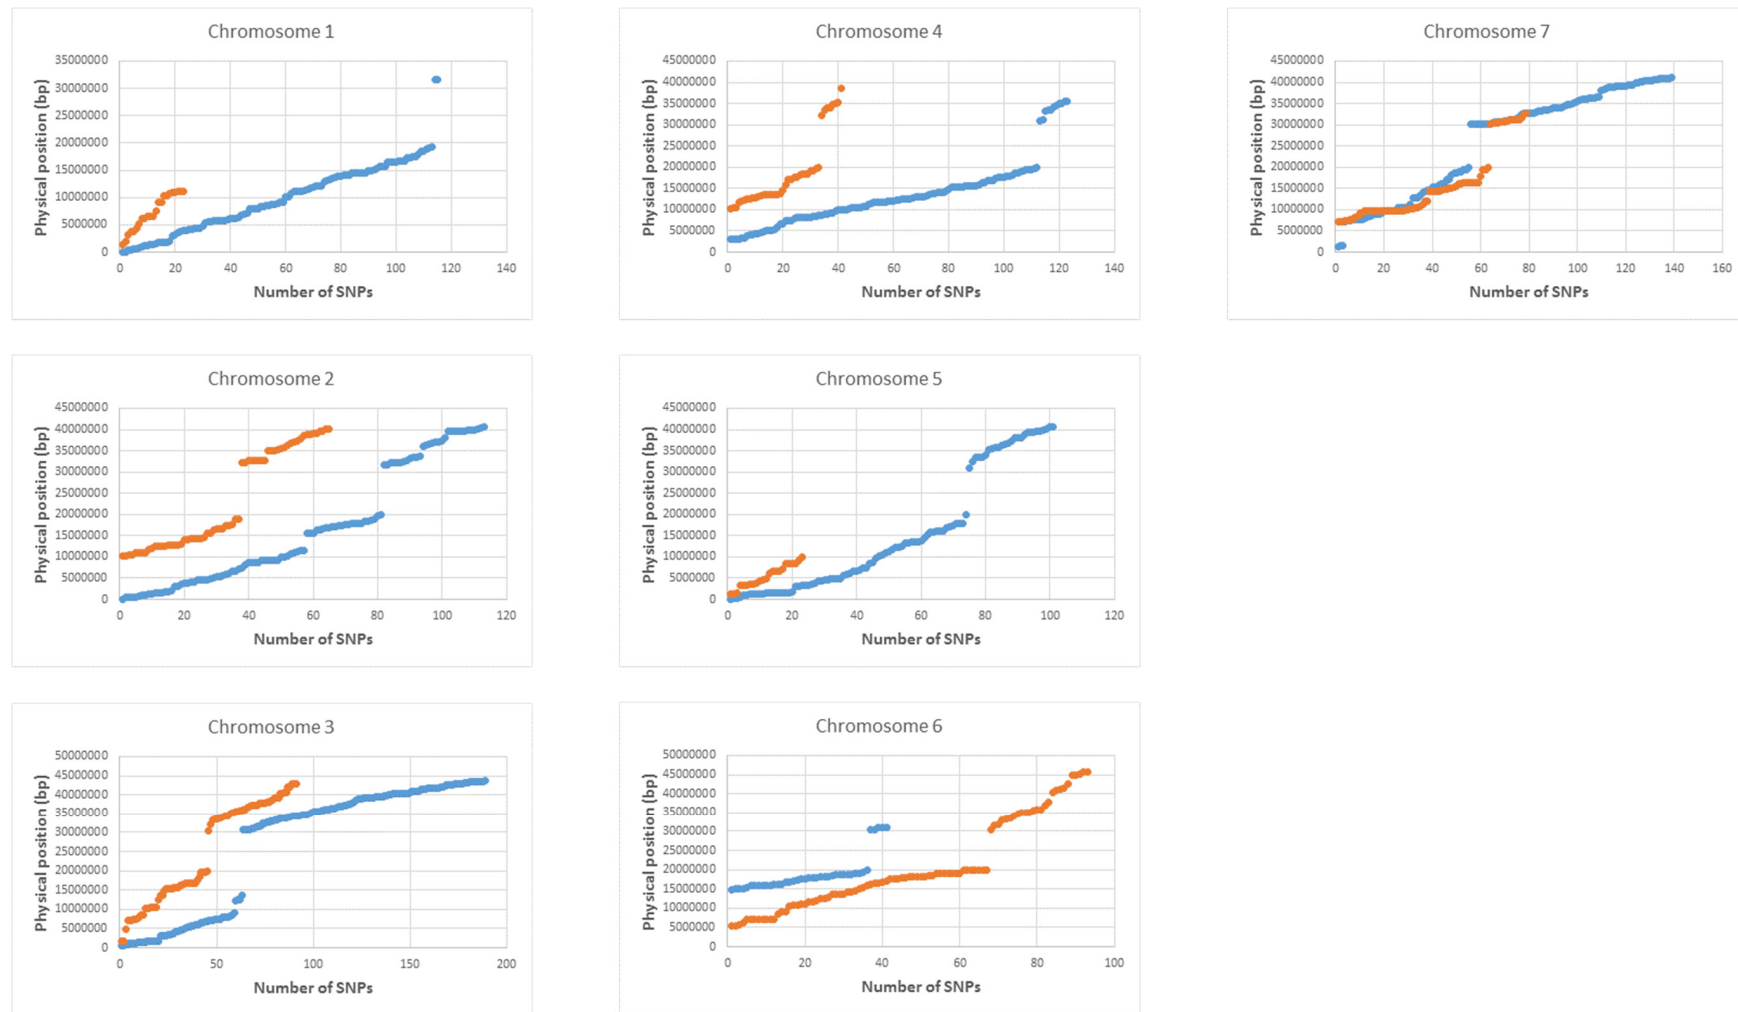 Chromosome 1
35000000
30000000
25000000
20000000
15000000
10000000
5000000
0
0 20 40 60 80 100 120 140
Physical position (bp)
Number of SNPs
Chromosome 4
45000000
40000000
35000000
30000000
25000000
20000000
15000000
10000000
5000000
0
0 20 40 60 80 100 120 140
Physical position (bp)
Number of SNPs
Chromosome 7
45000000
40000000
35000000
30000000
25000000
20000000
15000000
10000000
5000000
0
0 20 40 60 80 100 120 140 160
Physical position (bp)
Number of SNPs
Chromosome 2
45000000
40000000
35000000
30000000
25000000
20000000
15000000
10000000
5000000
0
0 20 40 60 80 100 120
Physical position (bp)
Number of SNPs
Chromosome 5
45000000
40000000
35000000
30000000
25000000
20000000
15000000
10000000
5000000
0
0 20 40 60 80 100 120
Physical position (bp)
Number of SNPs
Chromosome 3
50000000
45000000
40000000
35000000
30000000
25000000
20000000
15000000
10000000
5000000
0
0 50 100 150 200
Physical position (bp)
Number of SNPs
Chromosome 6
50000000
45000000
40000000
35000000
30000000
25000000
20000000
15000000
10000000
5000000
0
0 20 40 60 80 100
Physical position (bp)
Number of SNPs